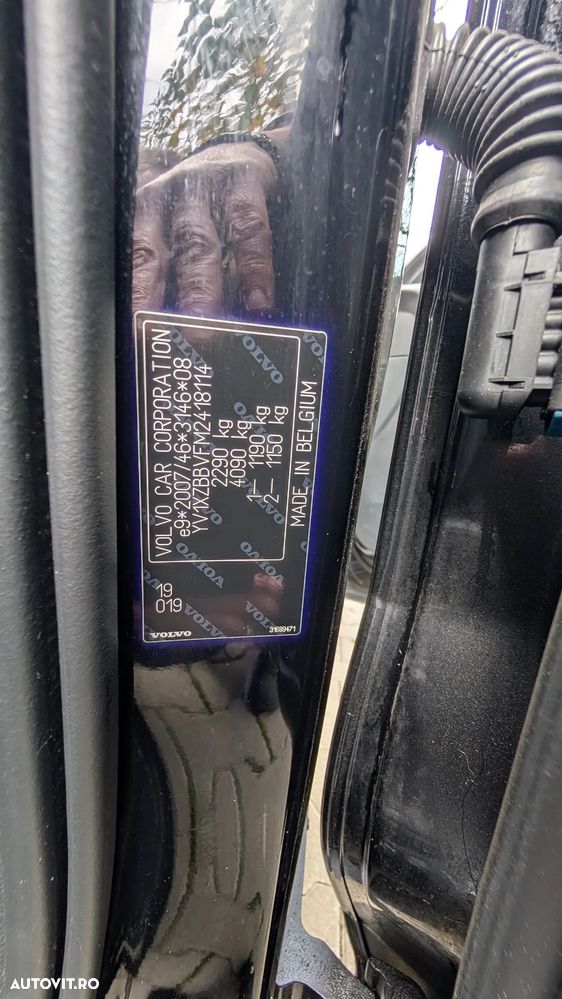 VOLVO CAR CORPORATION
e9*2007/46*3146*08
YV1VZBBVFM2418114
2290 kg
4090 kg
1– 1190 kg
2– 1150 kg
MADE IN BELGIUM
19
019
VOLVO
31689471
AUTOVIT.RO